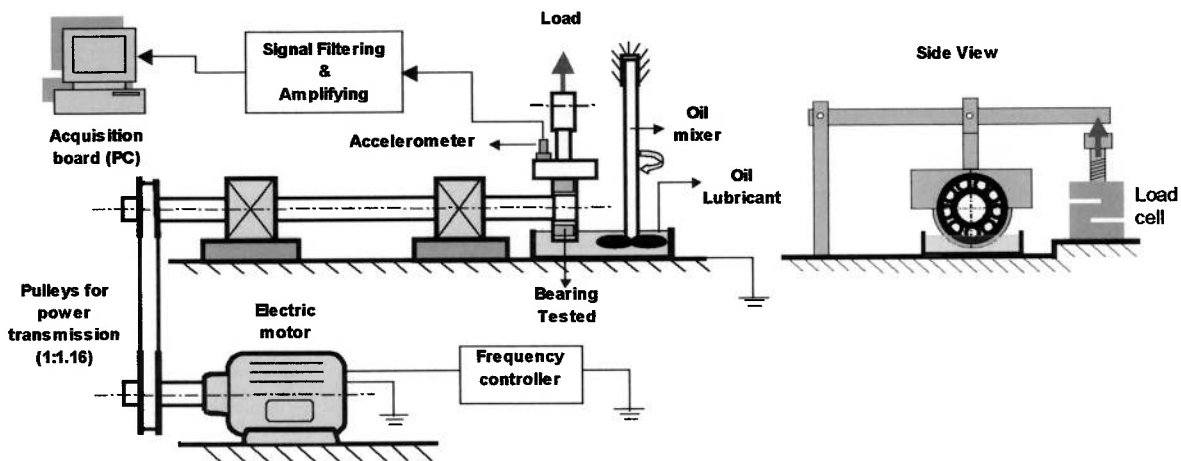 Load
Signal Filtering
&
Amplifying
Side View
Oil
mixer
Accelerometer
Acquisition
board (PC)
Oil
Lubricant
Load
cell
Bearing
Tested
Pulleys for
power
transmission
(1:1.16)
Electric
motor
Frequency
controller